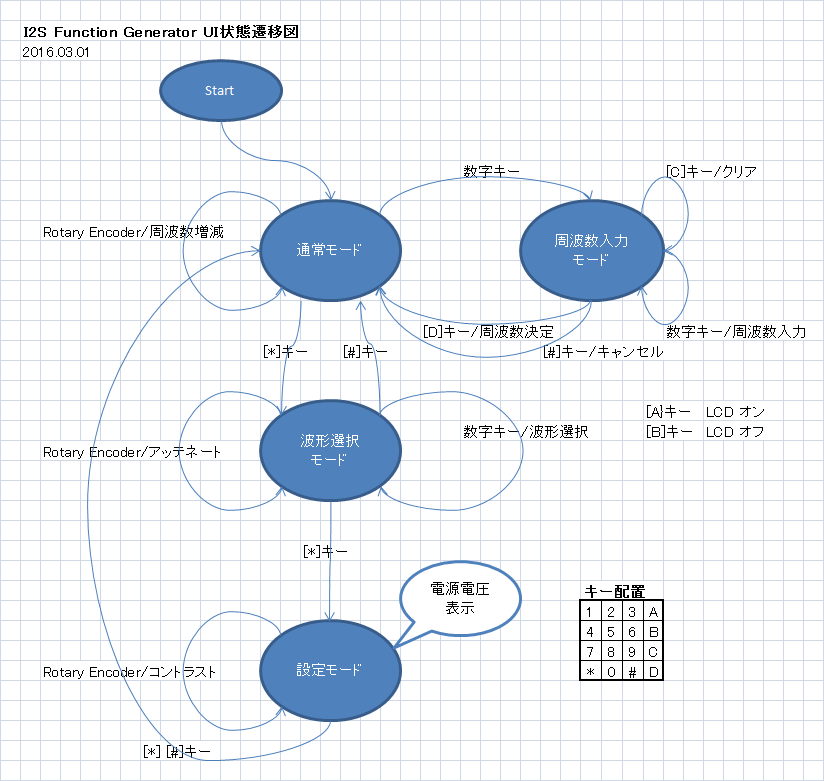 I2S Function Generator UI状態遷移図
2016.03.01
Start
数字キー
[C]キー/クリア
Rotary Encoder/周波数増減
通常モード
周波数入力
モード
[D]キー/周波数決定
数字キー/周波数入力
[*]キー
[#]キー
[#]キー/キャンセル
[A}キー LCD オン
[B]キー LCD オフ
波形選択
モード
数字キー/波形選択
Rotary Encoder/アッテネート
[*]キー
電源電圧
表示
キー配置
1 2 3 A
4 5 6 B
7 8 9 C
* 0 # D
設定モード
Rotary Encoder/コントラスト
[*] [#]キー